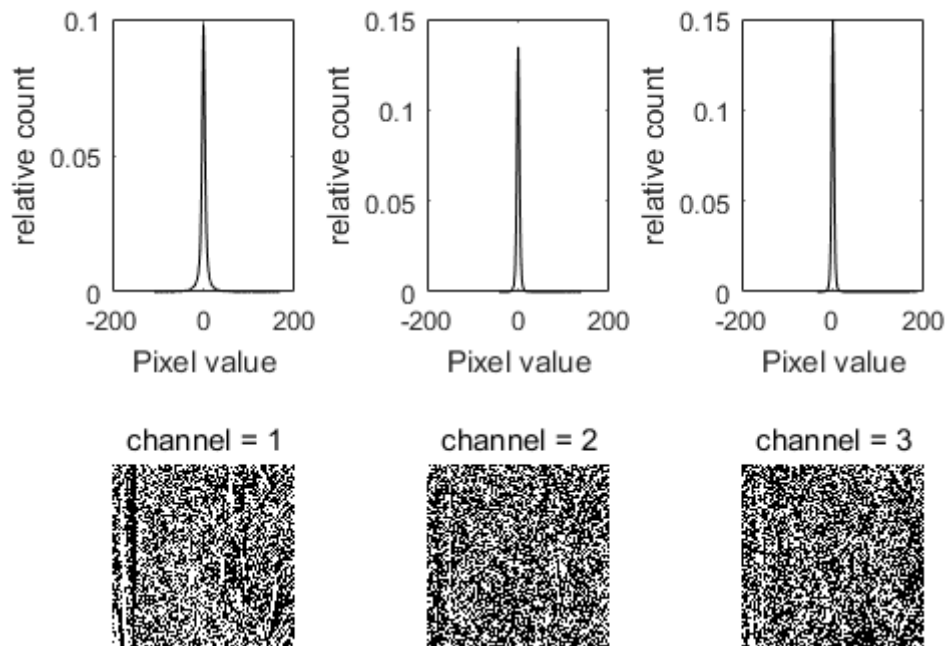 0.1
0.05
0
relative count
-200 0 200
Pixel value
0.15
0.1
0.05
0
relative count
-200 0 200
Pixel value
0.15
0.1
0.05
0
relative count
-200 0 200
Pixel value
channel = 1
channel = 2
channel = 3